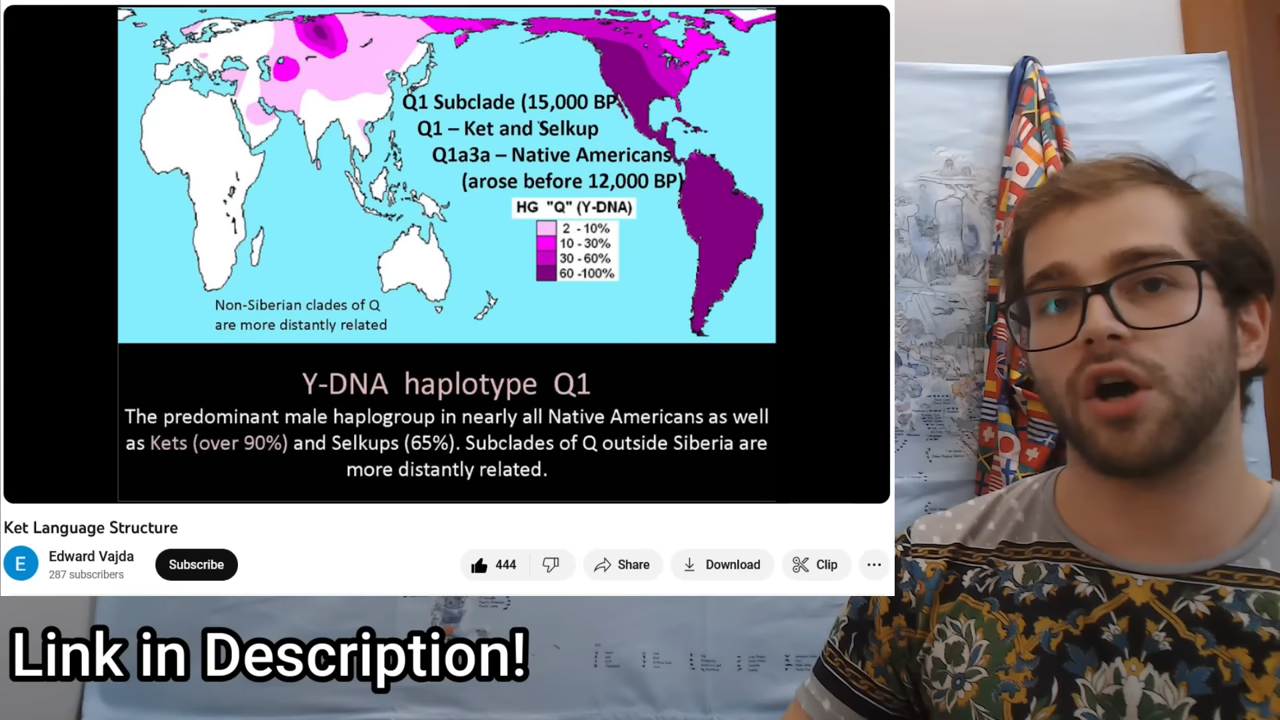 Q1 Subclade (15,000 BP)
Q1 – Ket and Selkup
Q1a3a – Native Americans
(arose before 12,000 BP)
HG "Q" (Y-DNA)
2 - 10%
10 - 30%
30 - 60%
60 -100%
Non-Siberian clades of Q
are more distantly related
Y-DNA haplotype Q1
The predominant male haplogroup in nearly all Native Americans as well
as Kets (over 90%) and Selkups (65%). Subclades of Q outside Siberia are
more distantly related.
Ket Language Structure
E
Edward Vajda
287 subscribers
Subscribe
444
Share
Download
Clip
Link in Description!